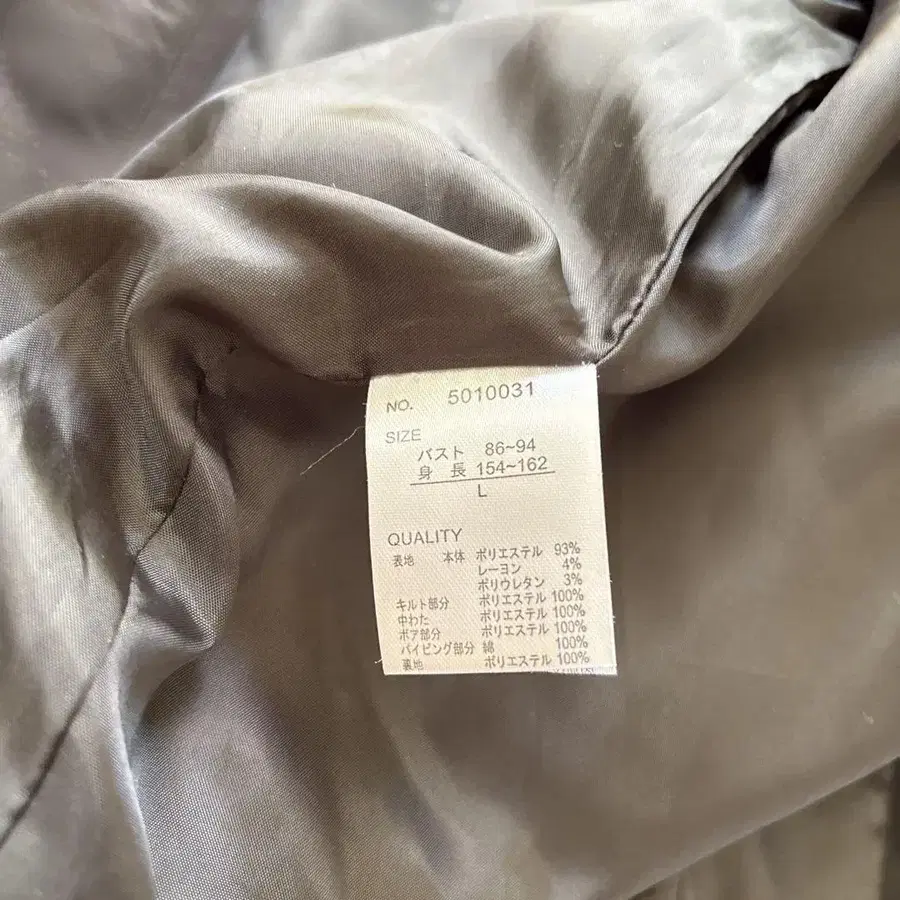 NO. 5010031
SIZE
バスト 86~94
身長 154~162
L
QUALITY
表地 本体 ポリエステル 93%
レーヨン 4%
ポリウレタン 3%
キルト部分 ポリエステル 100%
中わた ポリエステル 100%
ボア部分 ポリエステル 100%
パイピング部分 綿 100%
裏地 ポリエステル 100%